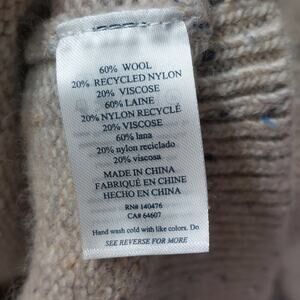 60% WOOL
20% RECYCLED NYLON
20% VISCOSE
60% LAINE
20% NYLON RECYCLÉ
20% VISCOSE
60% lana
20% nylon reciclado
20% viscosa
MADE IN CHINA
FABRIQUÉ EN CHINE
HECHO EN CHINA
RN# 140476
CA# 64607
Hand wash cold with like colors. Do
SEE REVERSE FOR MORE